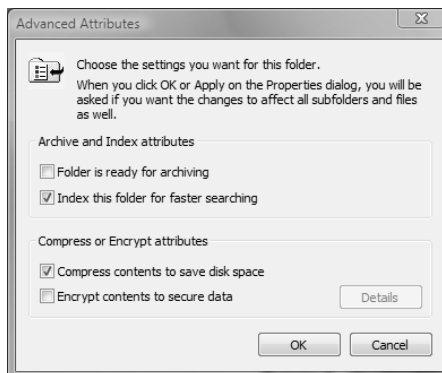 Advanced Attributes
Choose the settings you want for this folder.
When you click OK or Apply on the Properties dialog, you will be
asked if you want the changes to affect all subfolders and files
as well.
Archive and Index attributes
Folder is ready for archiving
Index this folder for faster searching
Compress or Encrypt attributes
Compress contents to save disk space
Encrypt contents to secure data
Details
OK
Cancel